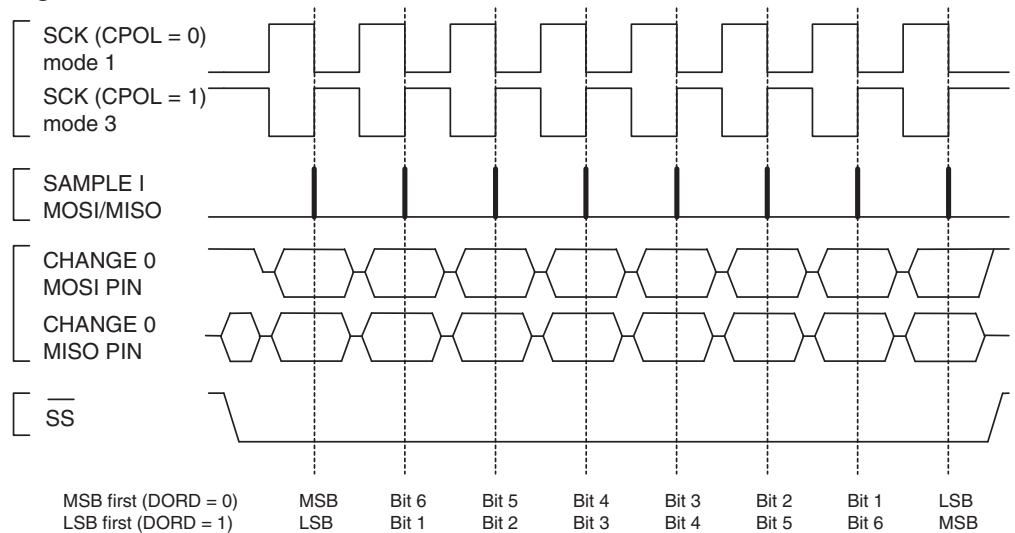 SCK (CPOL = 0)
mode 1
SCK (CPOL = 1)
mode 3
SAMPLE I
MOSI/MISO
CHANGE 0
MOSI PIN
CHANGE 0
MISO PIN
SS
MSB first (DORD = 0) MSB Bit 6 Bit 5 Bit 4 Bit 3 Bit 2 Bit 1 LSB
LSB first (DORD = 1) LSB Bit 1 Bit 2 Bit 3 Bit 4 Bit 5 Bit 6 MSB